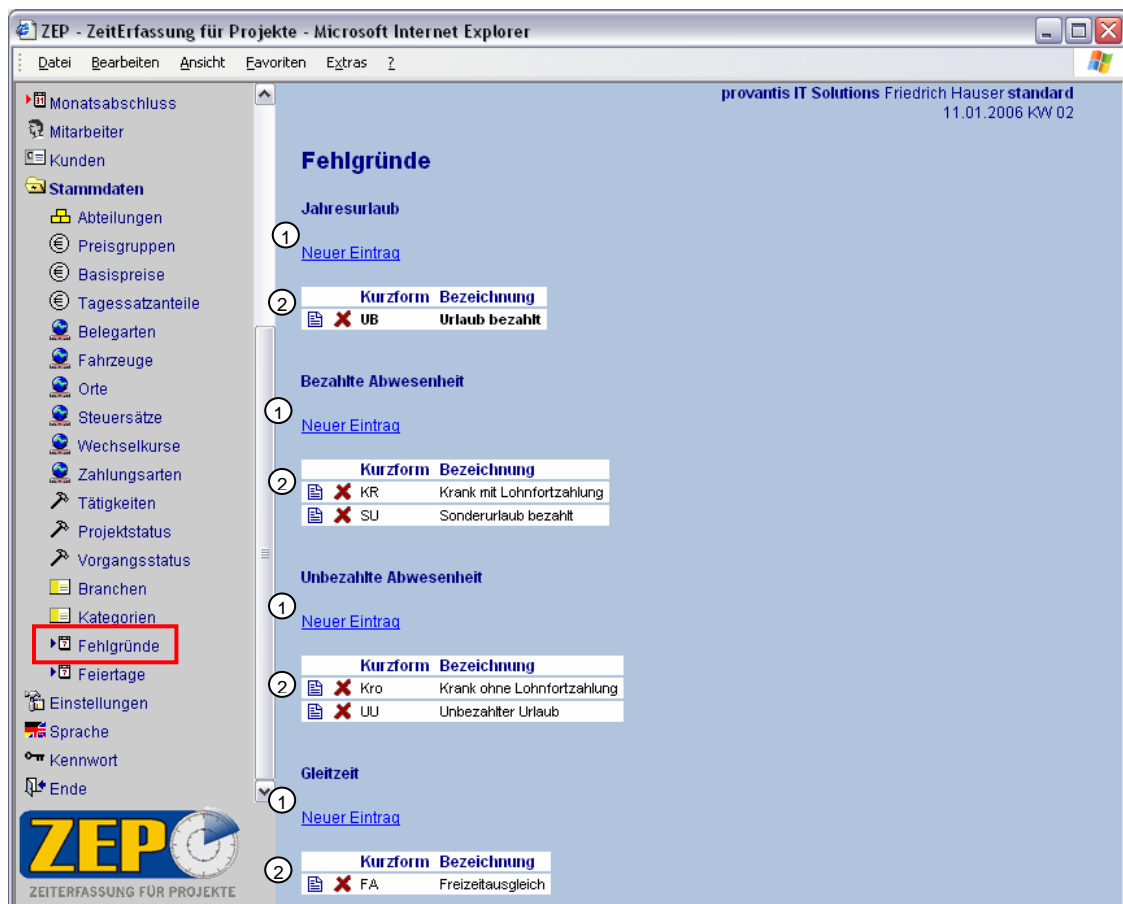 ZEP - ZeitErfassung für Projekte - Microsoft Internet Explorer
Datei Bearbeiten Ansicht Favoriten Extras ?
Monatsabschluss
Mitarbeiter
Kunden
Stammdaten
Abteilungen
Preisgruppen
Basispreise
Tagessatzanteile
Belegarten
Fahrzeuge
Orte
Steuersätze
Wechselkurse
Zahlungsarten
Tätigkeiten
Projektstatus
Vorgangsstatus
Branchen
Kategorien
Fehlgründe
Feiertage
Einstellungen
Sprache
Kennwort
Ende
ZEP
ZEITERFASSUNG FÜR PROJEKTE
provantis IT Solutions Friedrich Hauser standard
11.01.2006 KW 02
Fehlgründe
Jahresurlaub
1
Neuer Eintrag
2
Kurzform Bezeichnung
UB Urlaub bezahlt
Bezahlte Abwesenheit
1
Neuer Eintrag
2
Kurzform Bezeichnung
KR Krank mit Lohnfortzahlung
SU Sonderurlaub bezahlt
Unbezahlte Abwesenheit
1
Neuer Eintrag
2
Kurzform Bezeichnung
Kro Krank ohne Lohnfortzahlung
UU Unbezahlter Urlaub
Gleitzeit
1
Neuer Eintrag
2
Kurzform Bezeichnung
FA Freizeitausgleich